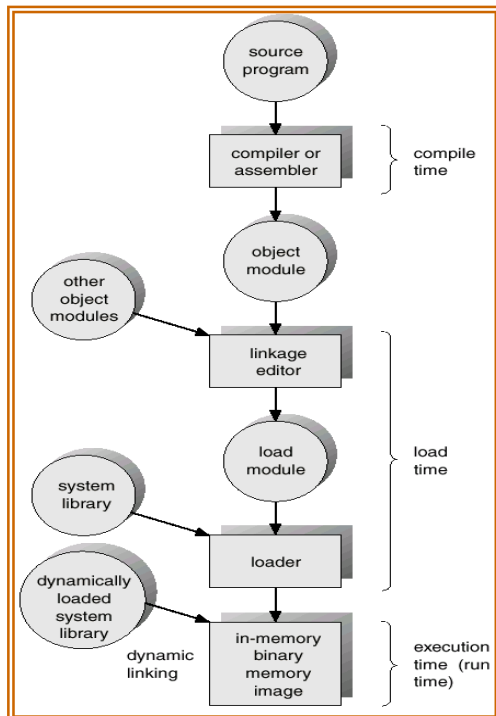 source
program
compiler or
assembler
compile
time
object
module
other
object
modules
linkage
editor
load
module
load
time
system
library
loader
dynamically
loaded
system
library
dynamic
linking
in-memory
binary
memory
image
execution
time (run
time)